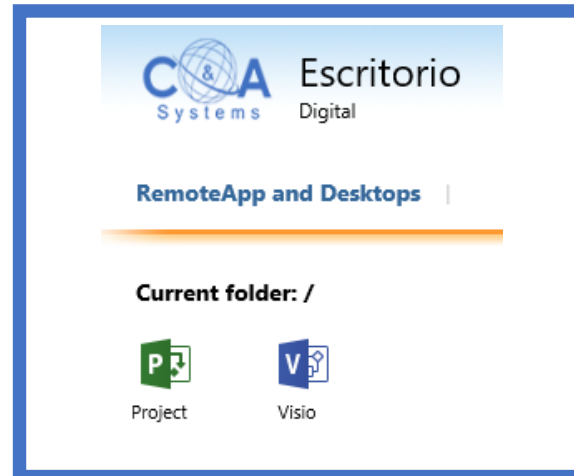 C&A
Systems
Escritorio
Digital
RemoteApp and Desktops |
Current folder: /
P
Project
V
Visio